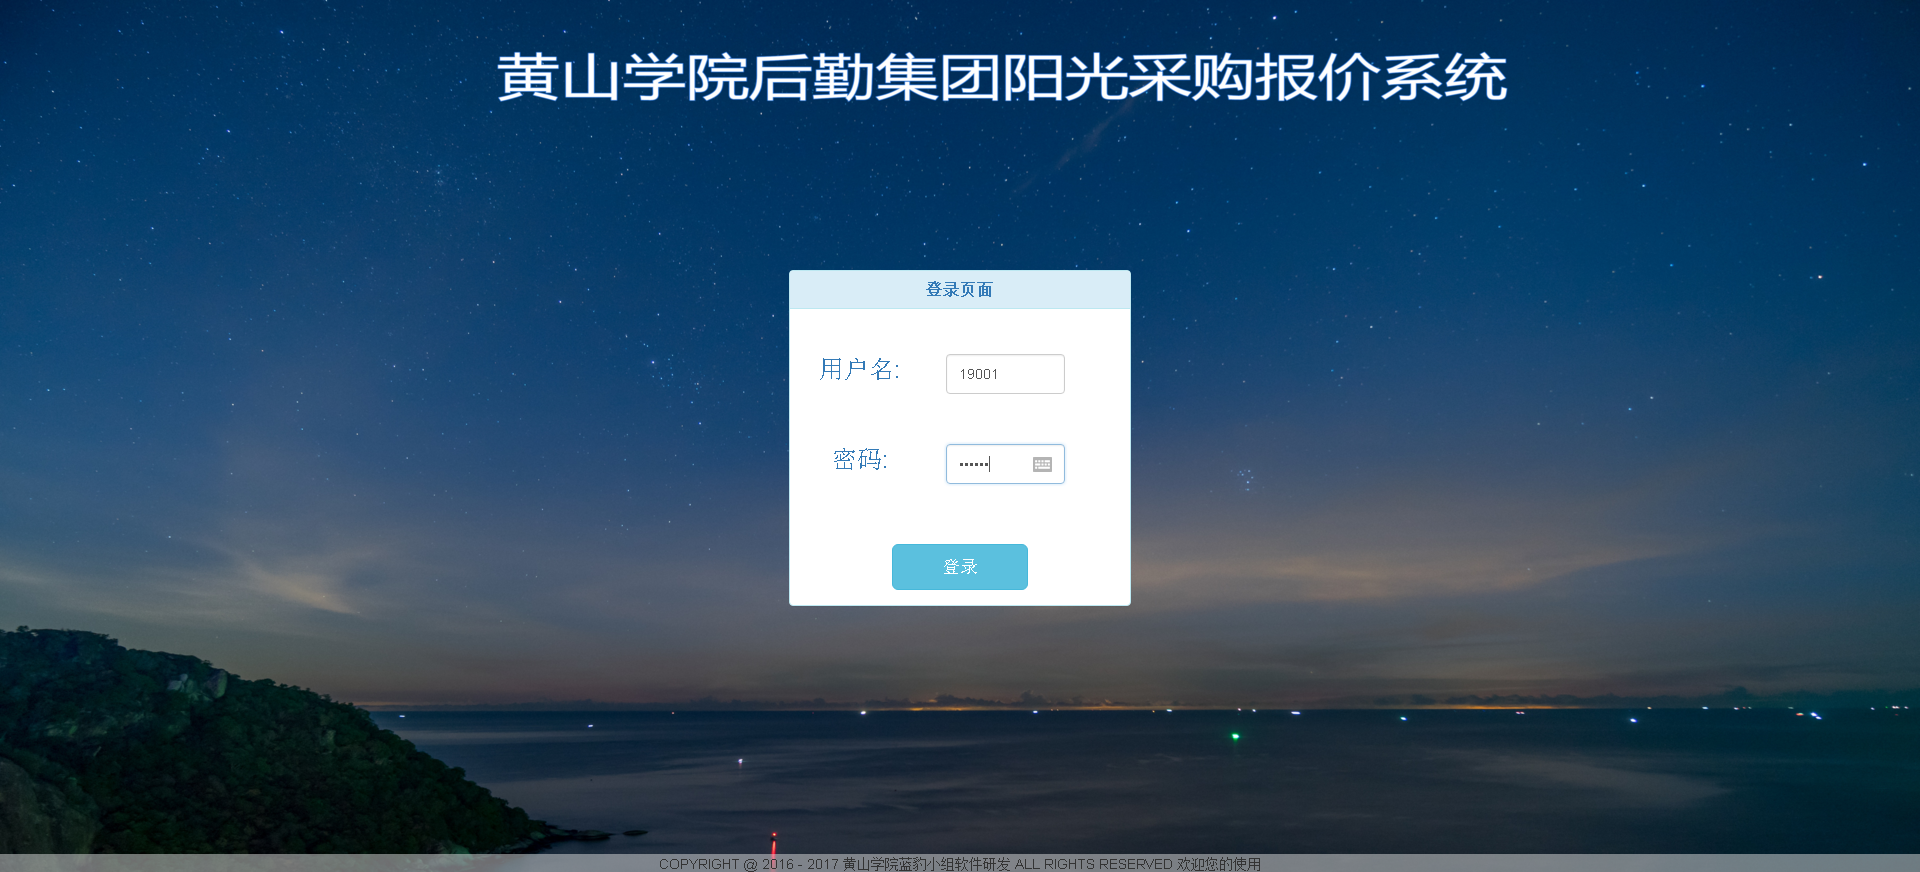 黄山学院后勤集团阳光采购报价系统
登录页面
用户名:
19001
密码:
••••••
登录
COPYRIGHT @ 2016 - 2017 黄山学院蓝豹小组软件研发 ALL RIGHTS RESERVED 欢迎您的使用